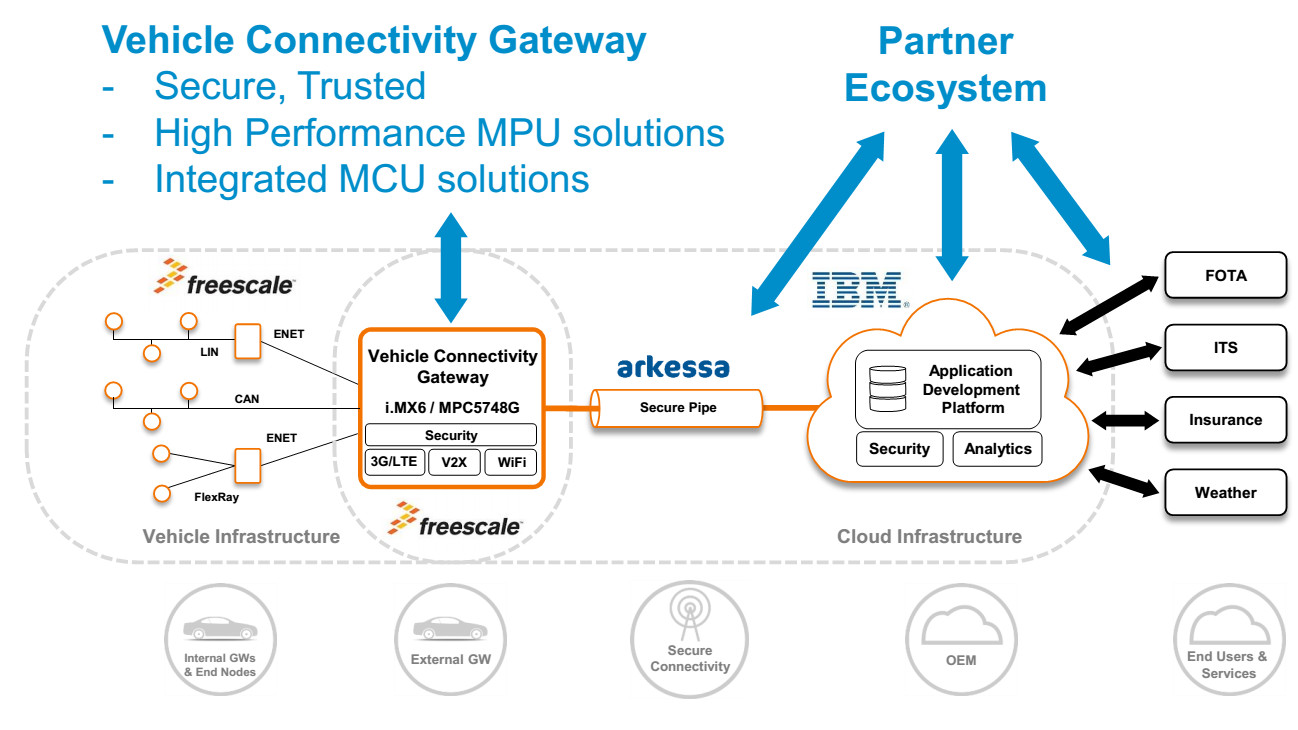 Vehicle Connectivity Gateway
- Secure, Trusted
- High Performance MPU solutions
- Integrated MCU solutions
Partner
Ecosystem
freescale
ENET
LIN
CAN
ENET
FlexRay
Vehicle Infrastructure
Vehicle Connectivity
Gateway
i.MX6 / MPC5748G
Security
3G/LTE
V2X
WiFi
freescale
arkessa
Secure Pipe
IBM
Application
Development
Platform
Security
Analytics
Cloud Infrastructure
FOTA
ITS
Insurance
Weather
Internal GWs
& End Nodes
External GW
Secure
Connectivity
OEM
End Users &
Services